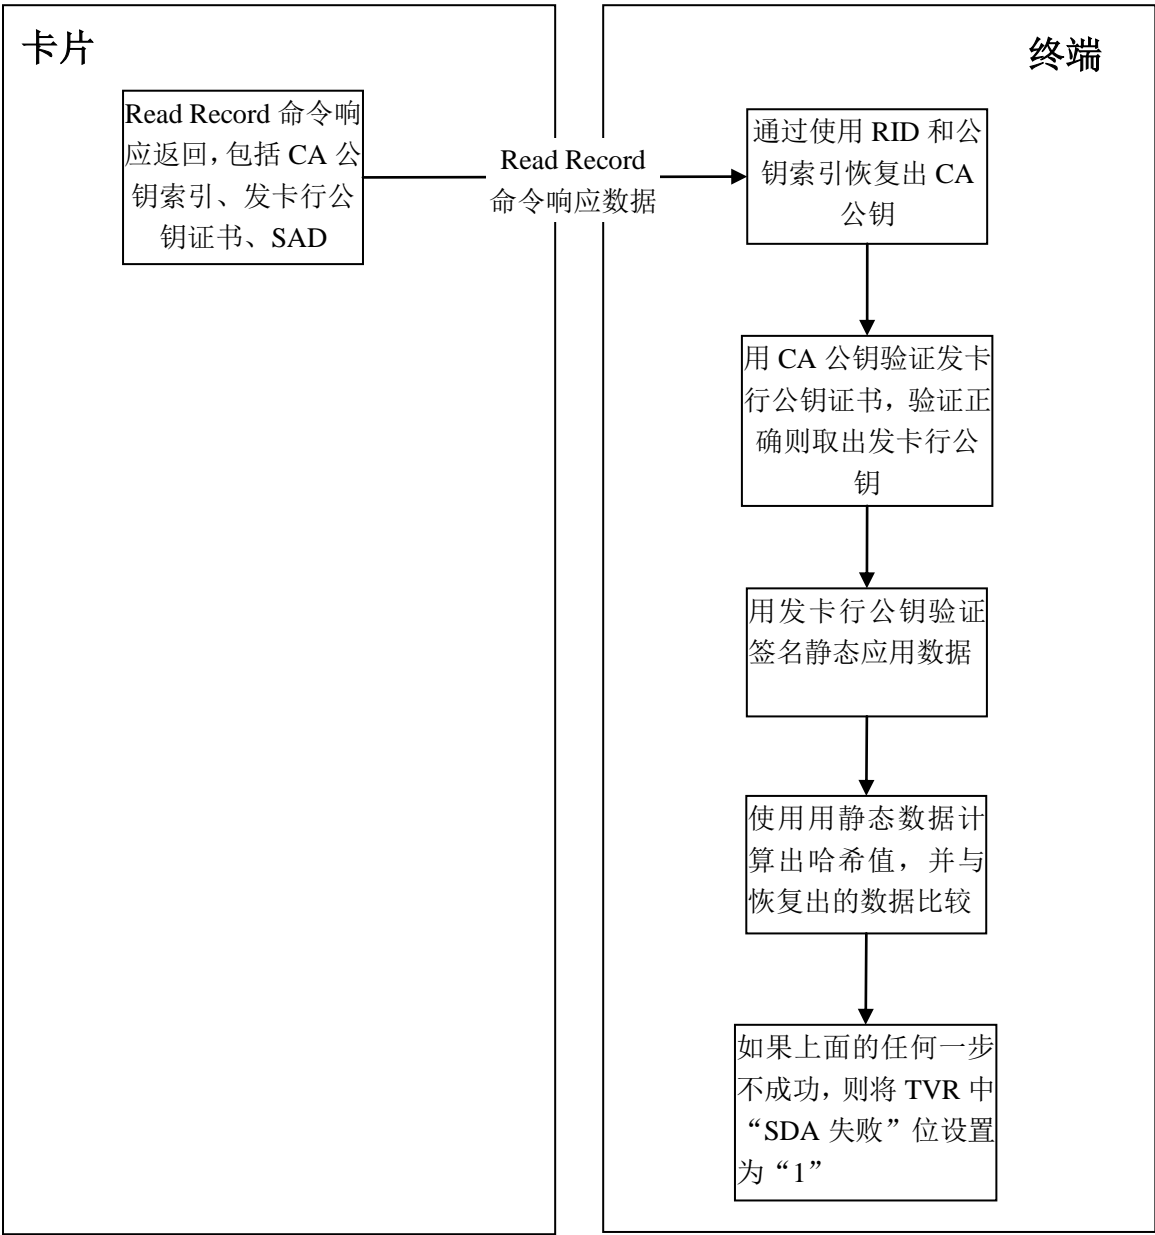 卡片
终端
Read Record 命令响
应返回，包括 CA 公
钥索引、发卡行公
钥证书、SAD
Read Record
命令响应数据
通过使用 RID 和公
钥索引恢复出 CA
公钥
用 CA 公钥验证发卡
行公钥证书，验证正
确则取出发卡行公
钥
用发卡行公钥验证
签名静态应用数据
使用用静态数据计
算出哈希值，并与
恢复出的数据比较
如果上面的任何一步
不成功，则将 TVR 中
“SDA 失败”位设置
为“1”